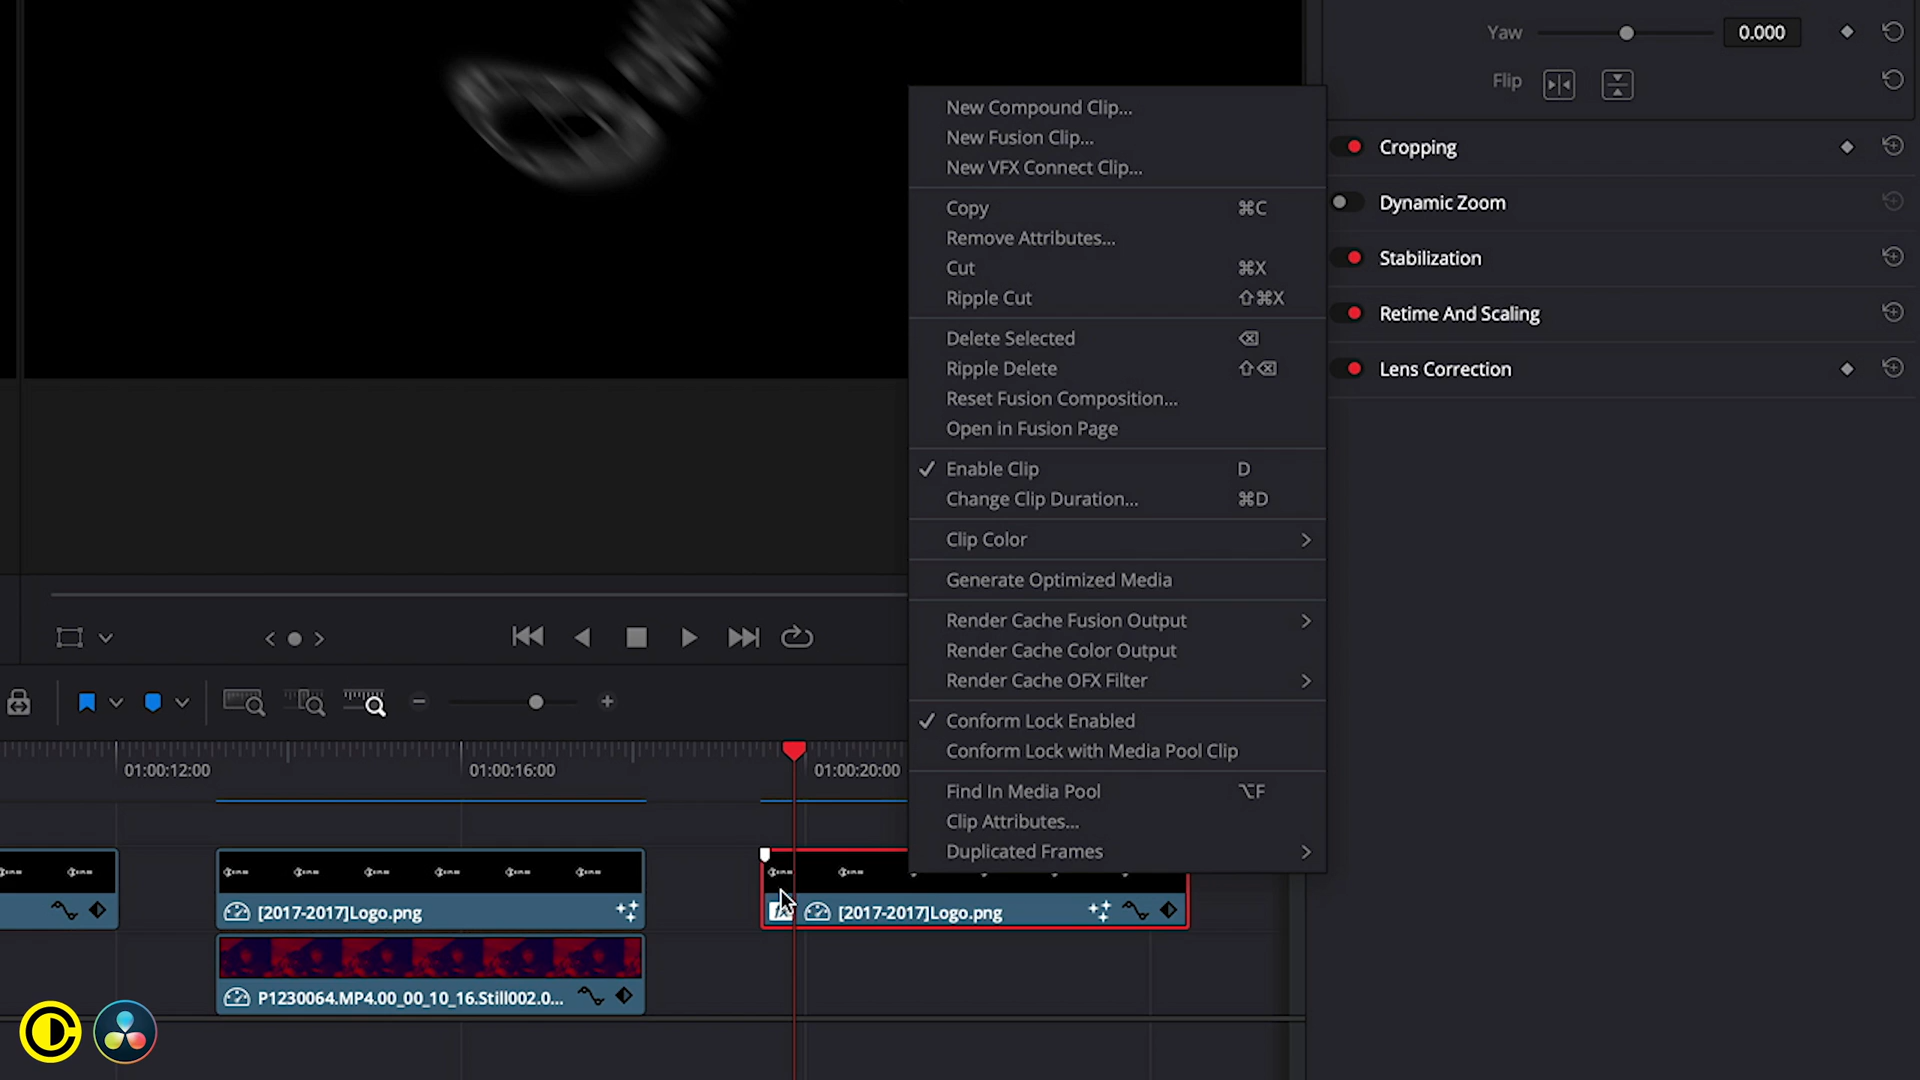 Yaw
0.000
Flip
Cropping
Dynamic Zoom
Stabilization
Retime And Scaling
Lens Correction
New Compound Clip...
New Fusion Clip...
New VFX Connect Clip...
Copy ⌘C
Remove Attributes...
Cut ⌘X
Ripple Cut ⇧⌘X
Delete Selected ⌫
Ripple Delete ⇧⌫
Reset Fusion Composition...
Open in Fusion Page
✓ Enable Clip D
Change Clip Duration... ⌘D
Clip Color >
Generate Optimized Media
Render Cache Fusion Output >
Render Cache Color Output
Render Cache OFX Filter >
✓ Conform Lock Enabled
Conform Lock with Media Pool Clip
Find In Media Pool ⌥F
Clip Attributes...
Duplicated Frames >
01:00:12:00 01:00:16:00 01:00:20:00
[2017-2017]Logo.png
[2017-2017]Logo.png
P1230064.MP4.00_00_10_16.Still002.0...